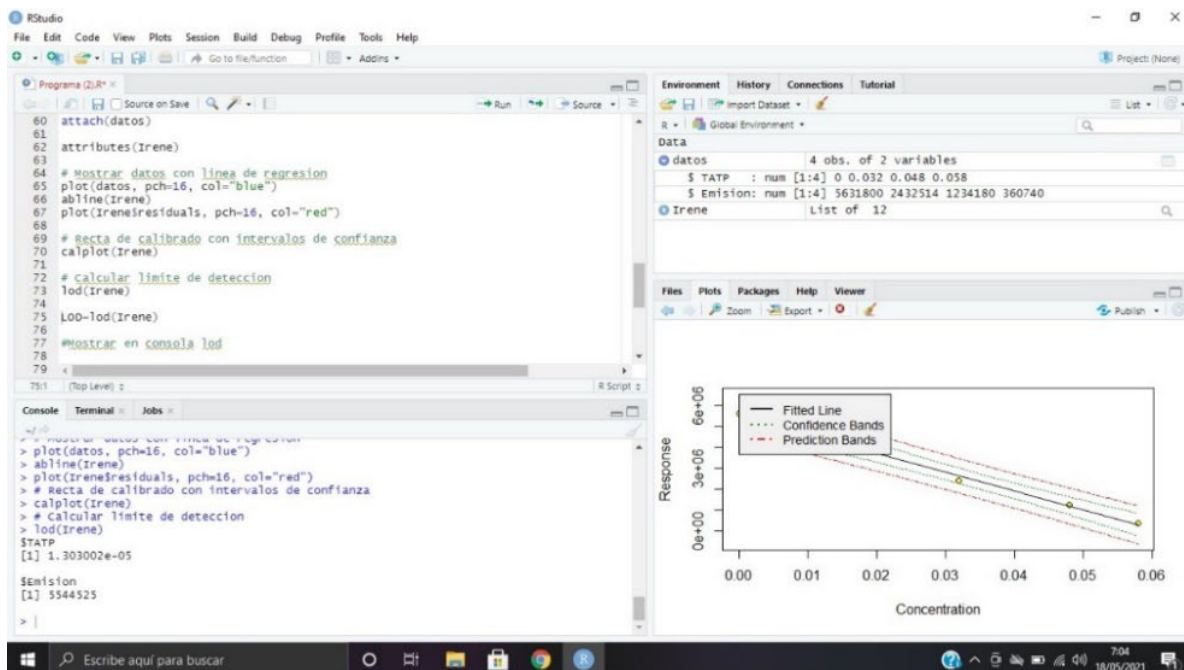 RStudio
File Edit Code View Plots Session Build Debug Profile Tools Help
Go to file/function Addins
Project: (None)
Programa (2).R*
Source on Save Run Source
60 attach(datos)
61
62 attributes(Irene)
63
64 # Mostrar datos con linea de regresion
65 plot(datos, pch=16, col="blue")
66 abline(Irene)
67 plot(Irene$residuals, pch=16, col="red")
68
69 # Recta de calibrado con intervalos de confianza
70 calplot(Irene)
71
72 # Calcular limite de deteccion
73 lod(Irene)
74
75 LOD-lod(Irene)
76
77 #Mostrar en consola lod
78
79
75:1 (Top Level) R Script
Console Terminal Jobs
~/
> # Mostrar datos con linea de regresion
> plot(datos, pch=16, col="blue")
> abline(Irene)
> plot(Irene$residuals, pch=16, col="red")
> # Recta de calibrado con intervalos de confianza
> calplot(Irene)
> # Calcular limite de deteccion
> lod(Irene)
$TATP
[1] 1.303002e-05
$Emision
[1] 5544525
>
Environment History Connections Tutorial
Import Dataset List
R Global Environment
Data
datos 4 obs. of 2 variables
$ TATP : num [1:4] 0 0.032 0.048 0.058
$ Emision: num [1:4] 5631800 2432514 1234180 360740
Irene List of 12
Files Plots Packages Help Viewer
Zoom Export Publish
Fitted Line
Confidence Bands
Prediction Bands
Response
6e+06
3e+06
0e+00
0.00 0.01 0.02 0.03 0.04 0.05 0.06
Concentration
Escribe aquí para buscar
7:04
18/05/2021